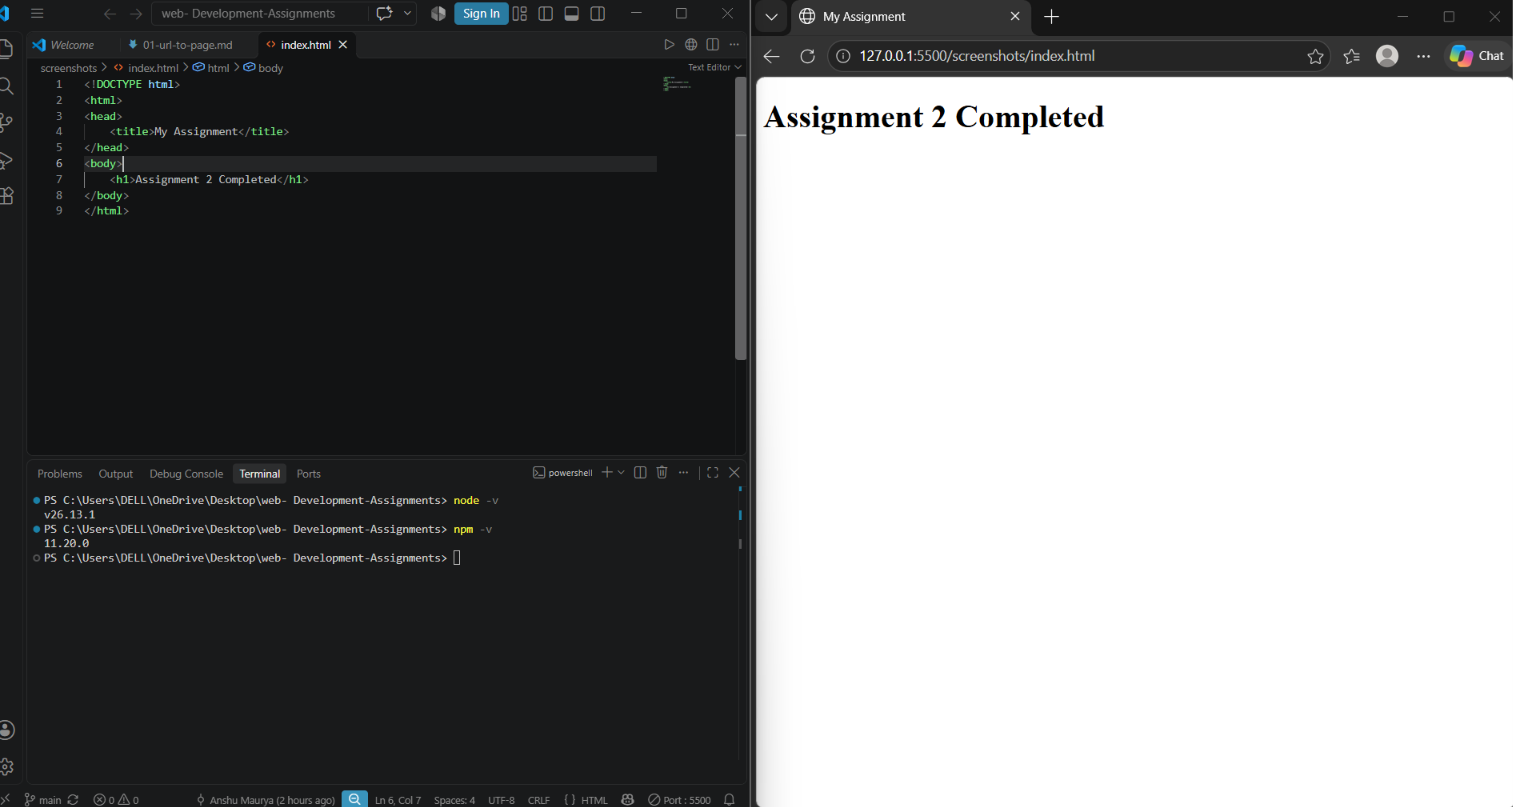 web- Development-Assignments
Sign In
Welcome
01-url-to-page.md
index.html
screenshots > index.html > html > body
Text Editor
1 <!DOCTYPE html>
2 <html>
3 <head>
4 <title>My Assignment</title>
5 </head>
6 <body>
7 <h1>Assignment 2 Completed</h1>
8 </body>
9 </html>
Problems Output Debug Console Terminal Ports
powershell
PS C:\Users\DELL\OneDrive\Desktop\web- Development-Assignments> node -v
v26.13.1
PS C:\Users\DELL\OneDrive\Desktop\web- Development-Assignments> npm -v
11.20.0
PS C:\Users\DELL\OneDrive\Desktop\web- Development-Assignments>
main 0 0 Anshu Maurya (2 hours ago) Ln 6, Col 7 Spaces: 4 UTF-8 CRLF { } HTML Port : 5500
My Assignment
127.0.0.1:5500/screenshots/index.html
Chat
Assignment 2 Completed